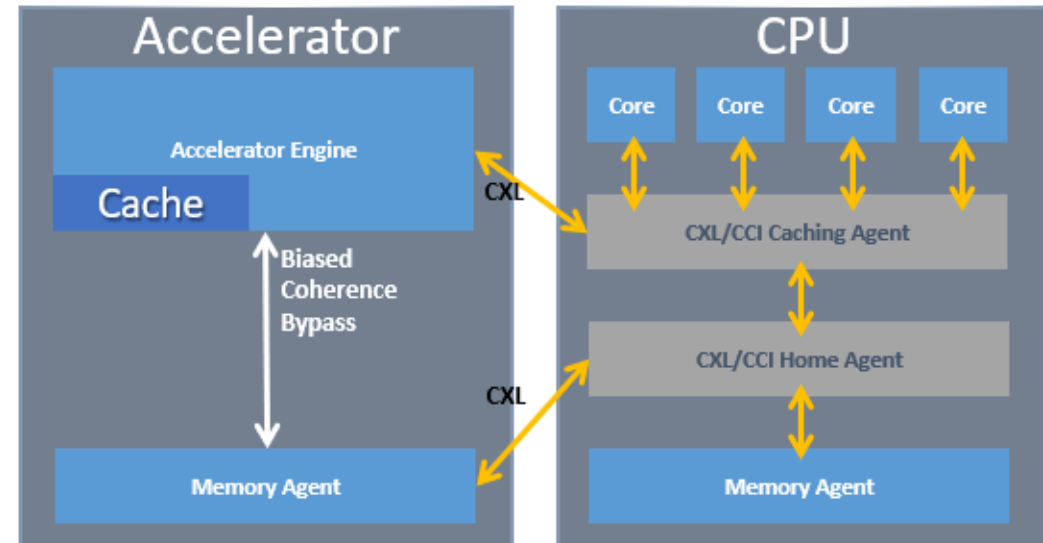 Accelerator
Accelerator Engine
Cache
Biased
Coherence
Bypass
Memory Agent
CXL
CXL
CPU
Core
Core
Core
Core
CXL/CCI Caching Agent
CXL/CCI Home Agent
Memory Agent